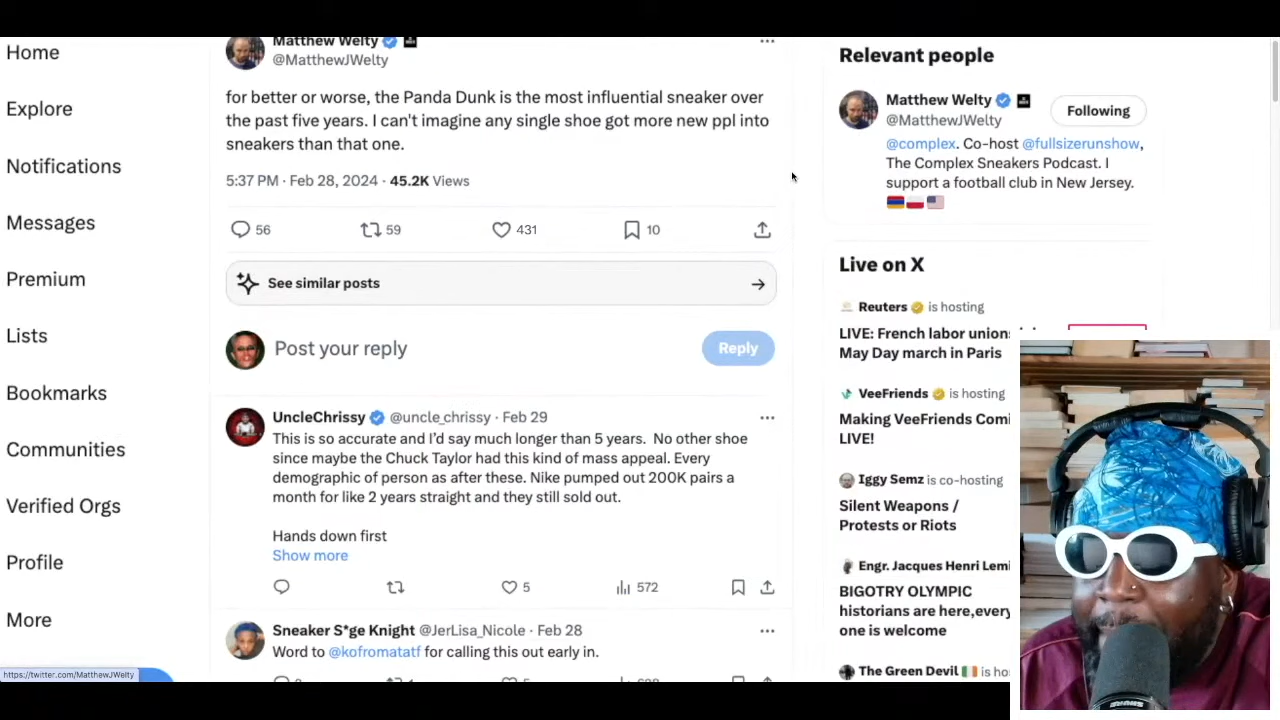 Home
Explore
Notifications
Messages
Premium
Lists
Bookmarks
Communities
Verified Orgs
Profile
More
https://twitter.com/MatthewJWelty
Matthew Welty
@MatthewJWelty
for better or worse, the Panda Dunk is the most influential sneaker over
the past five years. I can't imagine any single shoe got more new ppl into
sneakers than that one.
5:37 PM · Feb 28, 2024 · 45.2K Views
56 59 431 10
See similar posts
Post your reply
Reply
UncleChrissy @uncle_chrissy · Feb 29
This is so accurate and I'd say much longer than 5 years. No other shoe
since maybe the Chuck Taylor had this kind of mass appeal. Every
demographic of person as after these. Nike pumped out 200K pairs a
month for like 2 years straight and they still sold out.
Hands down first
Show more
5 572
Sneaker S*ge Knight @JerLisa_Nicole · Feb 28
Word to @kofromatatf for calling this out early in.
Relevant people
Matthew Welty
@MatthewJWelty
Following
@complex. Co-host @fullsizerunshow,
The Complex Sneakers Podcast. I
support a football club in New Jersey.
Live on X
Reuters is hosting
LIVE: French labor unions
May Day march in Paris
VeeFriends is hosting
Making VeeFriends Comi
LIVE!
Iggy Semz is co-hosting
Silent Weapons /
Protests or Riots
Engr. Jacques Henri Lemi
BIGOTRY OLYMPIC
historians are here,every
one is welcome
The Green Devil is ho
SHURE